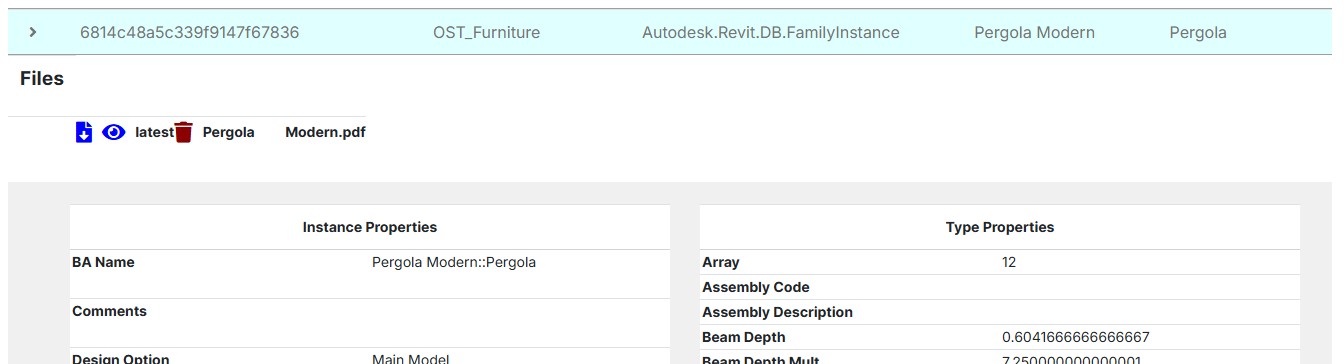 6814c48a5c339f9147f67836 OST_Furniture Autodesk.Revit.DB.FamilyInstance Pergola Modern Pergola
Files
latest Pergola Modern.pdf
Instance Properties Type Properties
BA Name Pergola Modern::Pergola Array 12
Assembly Code
Comments Assembly Description
Beam Depth 0.6041666666666667
Design Option Main Model Beam Depth Mult 7.250000000000001